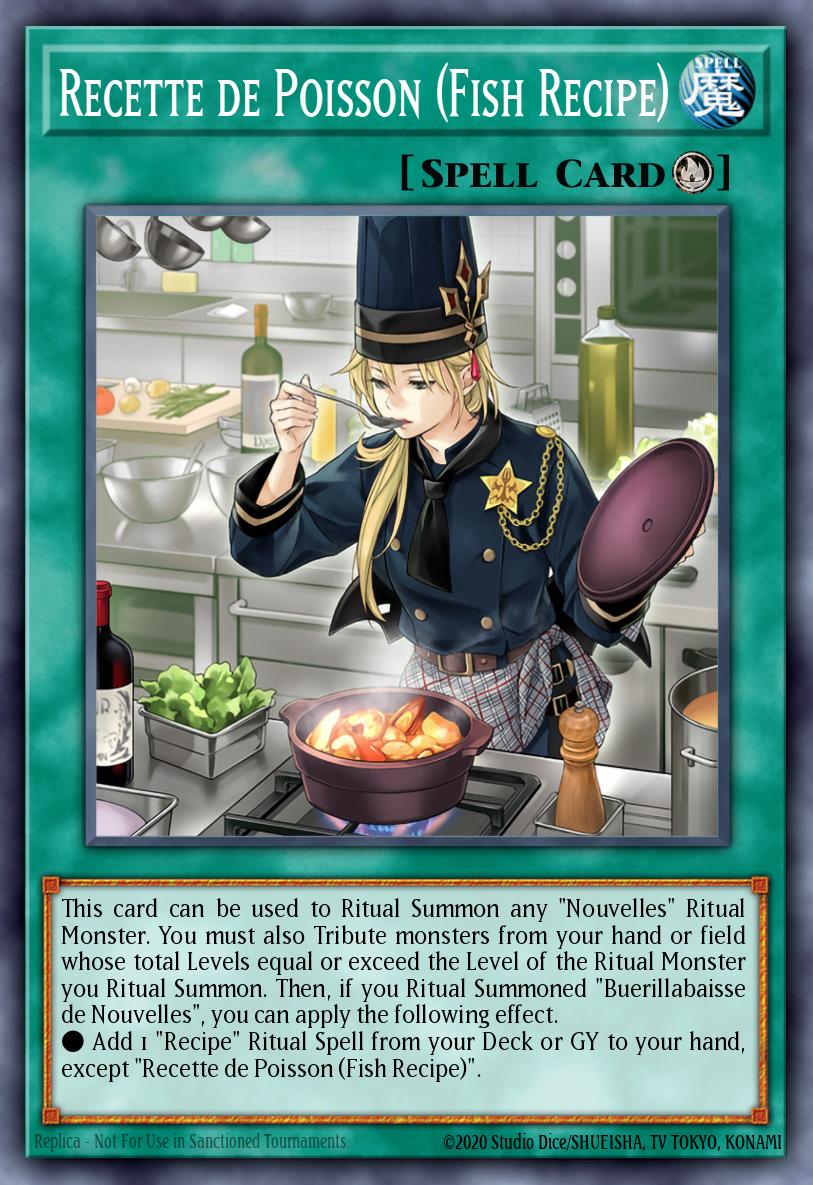 Recette de Poisson (Fish Recipe)
SPELL
魔
[Spell Card]
This card can be used to Ritual Summon any "Nouvelles" Ritual
Monster. You must also Tribute monsters from your hand or field
whose total Levels equal or exceed the Level of the Ritual Monster
you Ritual Summon. Then, if you Ritual Summoned "Buerillabaisse
de Nouvelles", you can apply the following effect.
● Add 1 "Recipe" Ritual Spell from your Deck or GY to your hand,
except "Recette de Poisson (Fish Recipe)".
Replica - Not For Use in Sanctioned Tournaments.
©2020 Studio Dice/SHUEISHA, TV TOKYO, KONAMI